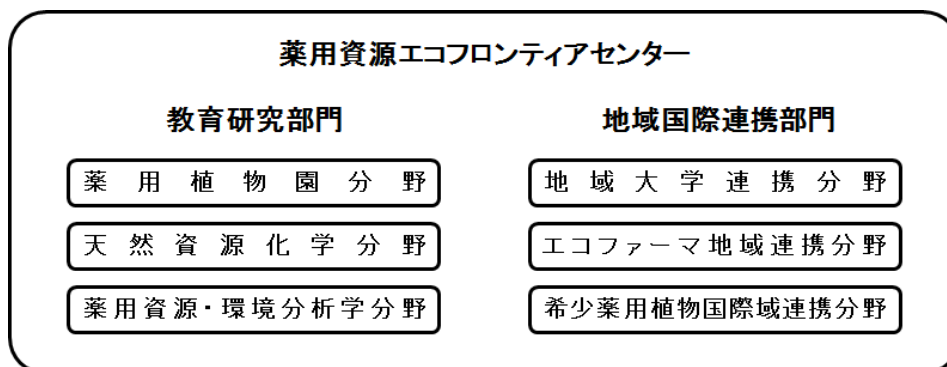 薬用資源エコフロンティアセンター
教育研究部門
薬用植物園分野
天然資源化学分野
薬用資源・環境分析学分野
地域国際連携部門
地域大学連携分野
エコファーマ地域連携分野
希少薬用植物国際域連携分野